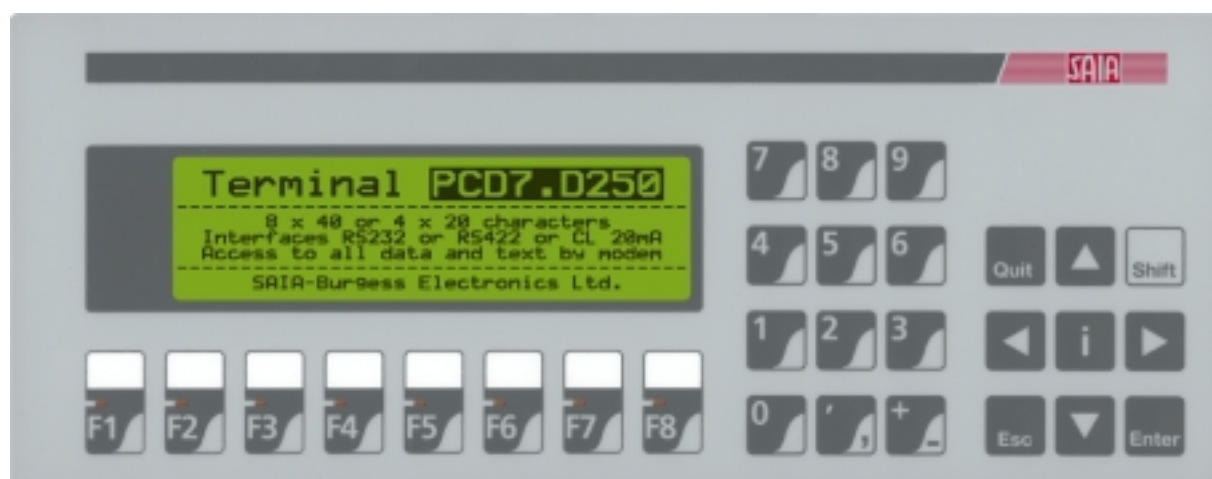 SAIA
Terminal PCD7.D250
8 x 40 or 4 x 20 characters
Interfaces RS232 or RS422 or CL 20mA
Access to all data and text by modem
SAIA-Burgess Electronics Ltd.
7 8 9
4 5 6
Quit Shift
1 2 3
i
F1 F2 F3 F4 F5 F6 F7 F8
0 ' , + -
Esc Enter